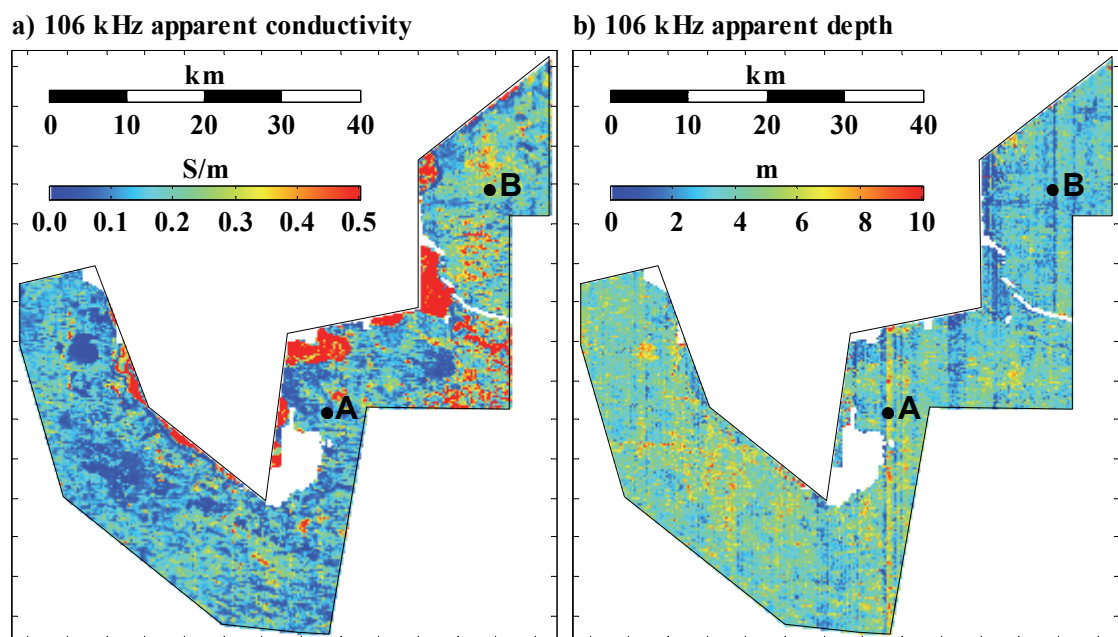 a) 106 kHz apparent conductivity
km
0 10 20 30 40
S/m
0.0 0.1 0.2 0.3 0.4 0.5
B
A
b) 106 kHz apparent depth
km
0 10 20 30 40
m
0 2 4 6 8 10
B
A